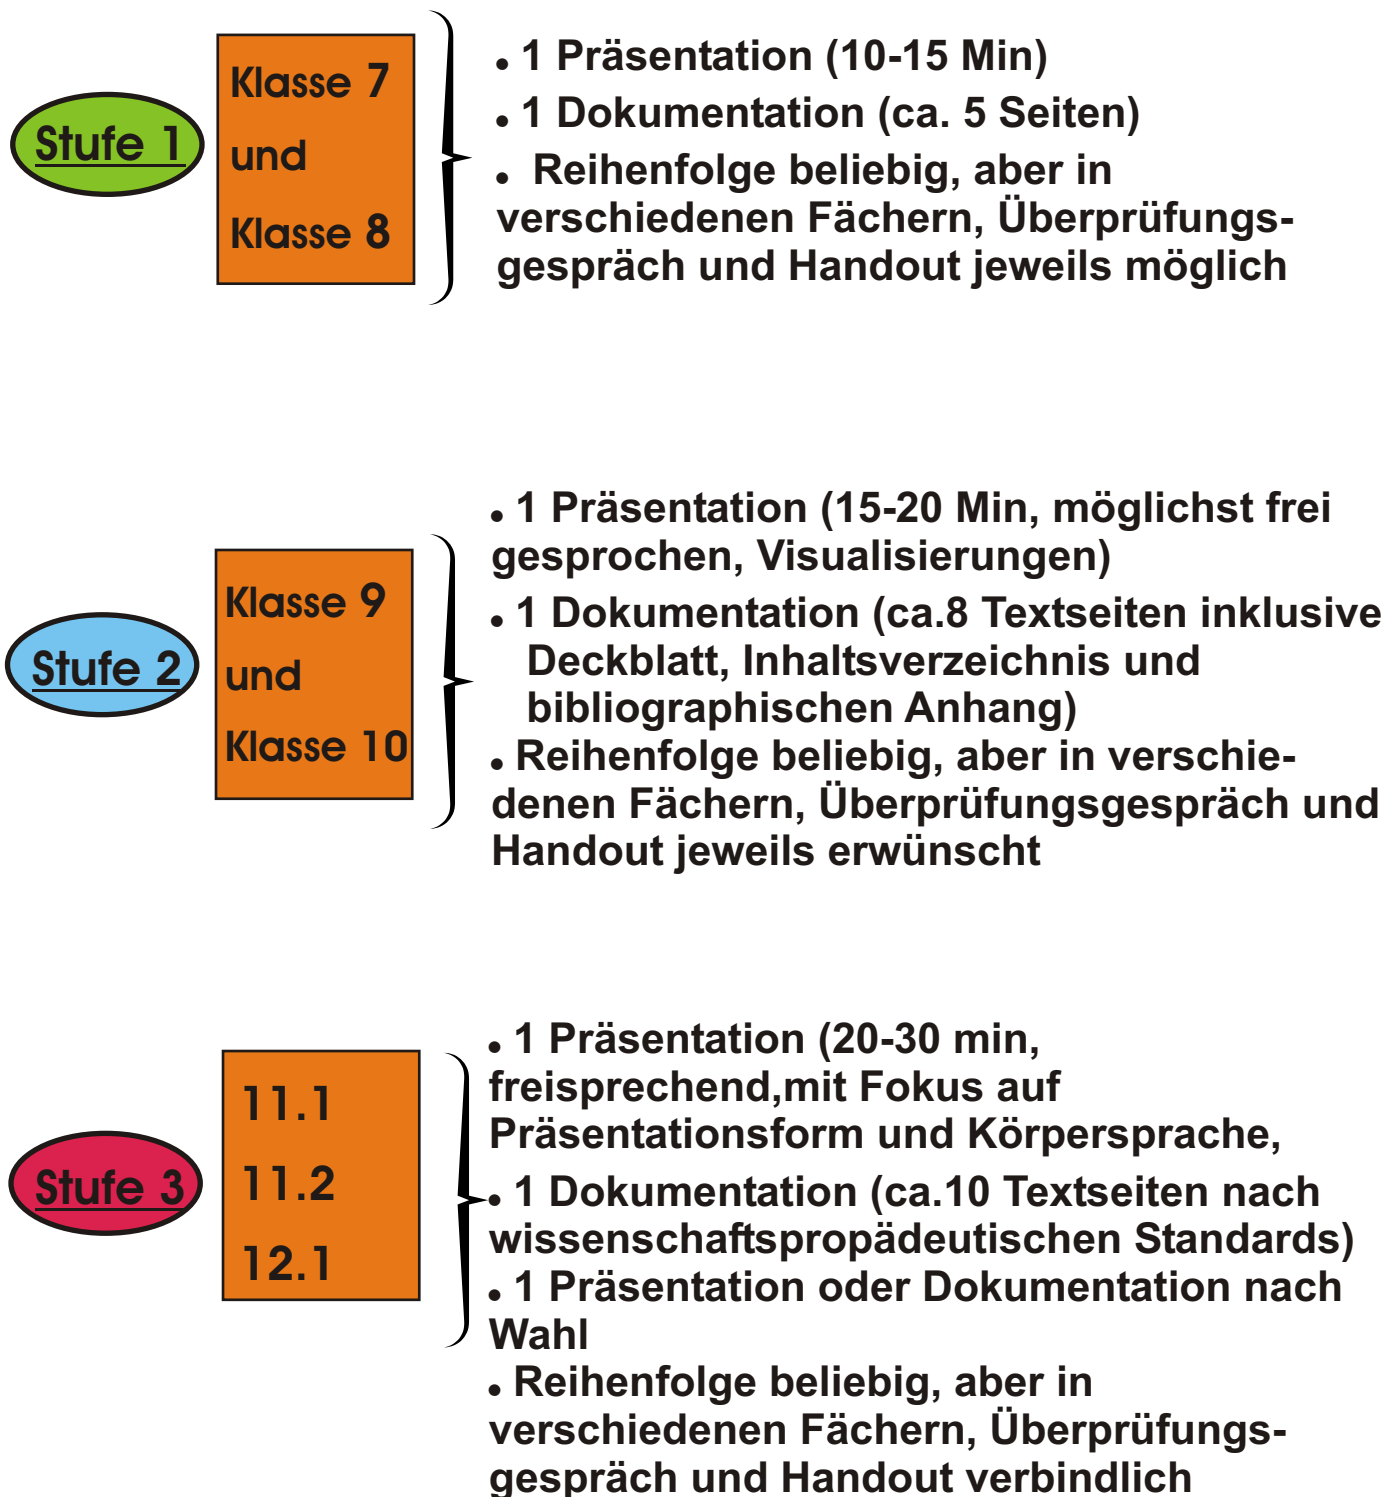 Stufe 1
Klasse 7
und
Klasse 8
• 1 Präsentation (10-15 Min)
• 1 Dokumentation (ca. 5 Seiten)
• Reihenfolge beliebig, aber in
verschiedenen Fächern, Überprüfungs-
gespräch und Handout jeweils möglich
Stufe 2
Klasse 9
und
Klasse 10
• 1 Präsentation (15-20 Min, möglichst frei
gesprochen, Visualisierungen)
• 1 Dokumentation (ca.8 Textseiten inklusive
Deckblatt, Inhaltsverzeichnis und
bibliographischen Anhang)
• Reihenfolge beliebig, aber in verschie-
denen Fächern, Überprüfungsgespräch und
Handout jeweils erwünscht
Stufe 3
11.1
11.2
12.1
• 1 Präsentation (20-30 min,
freisprechend,mit Fokus auf
Präsentationsform und Körpersprache,
• 1 Dokumentation (ca.10 Textseiten nach
wissenschaftspropädeutischen Standards)
• 1 Präsentation oder Dokumentation nach
Wahl
• Reihenfolge beliebig, aber in
verschiedenen Fächern, Überprüfungs-
gespräch und Handout verbindlich